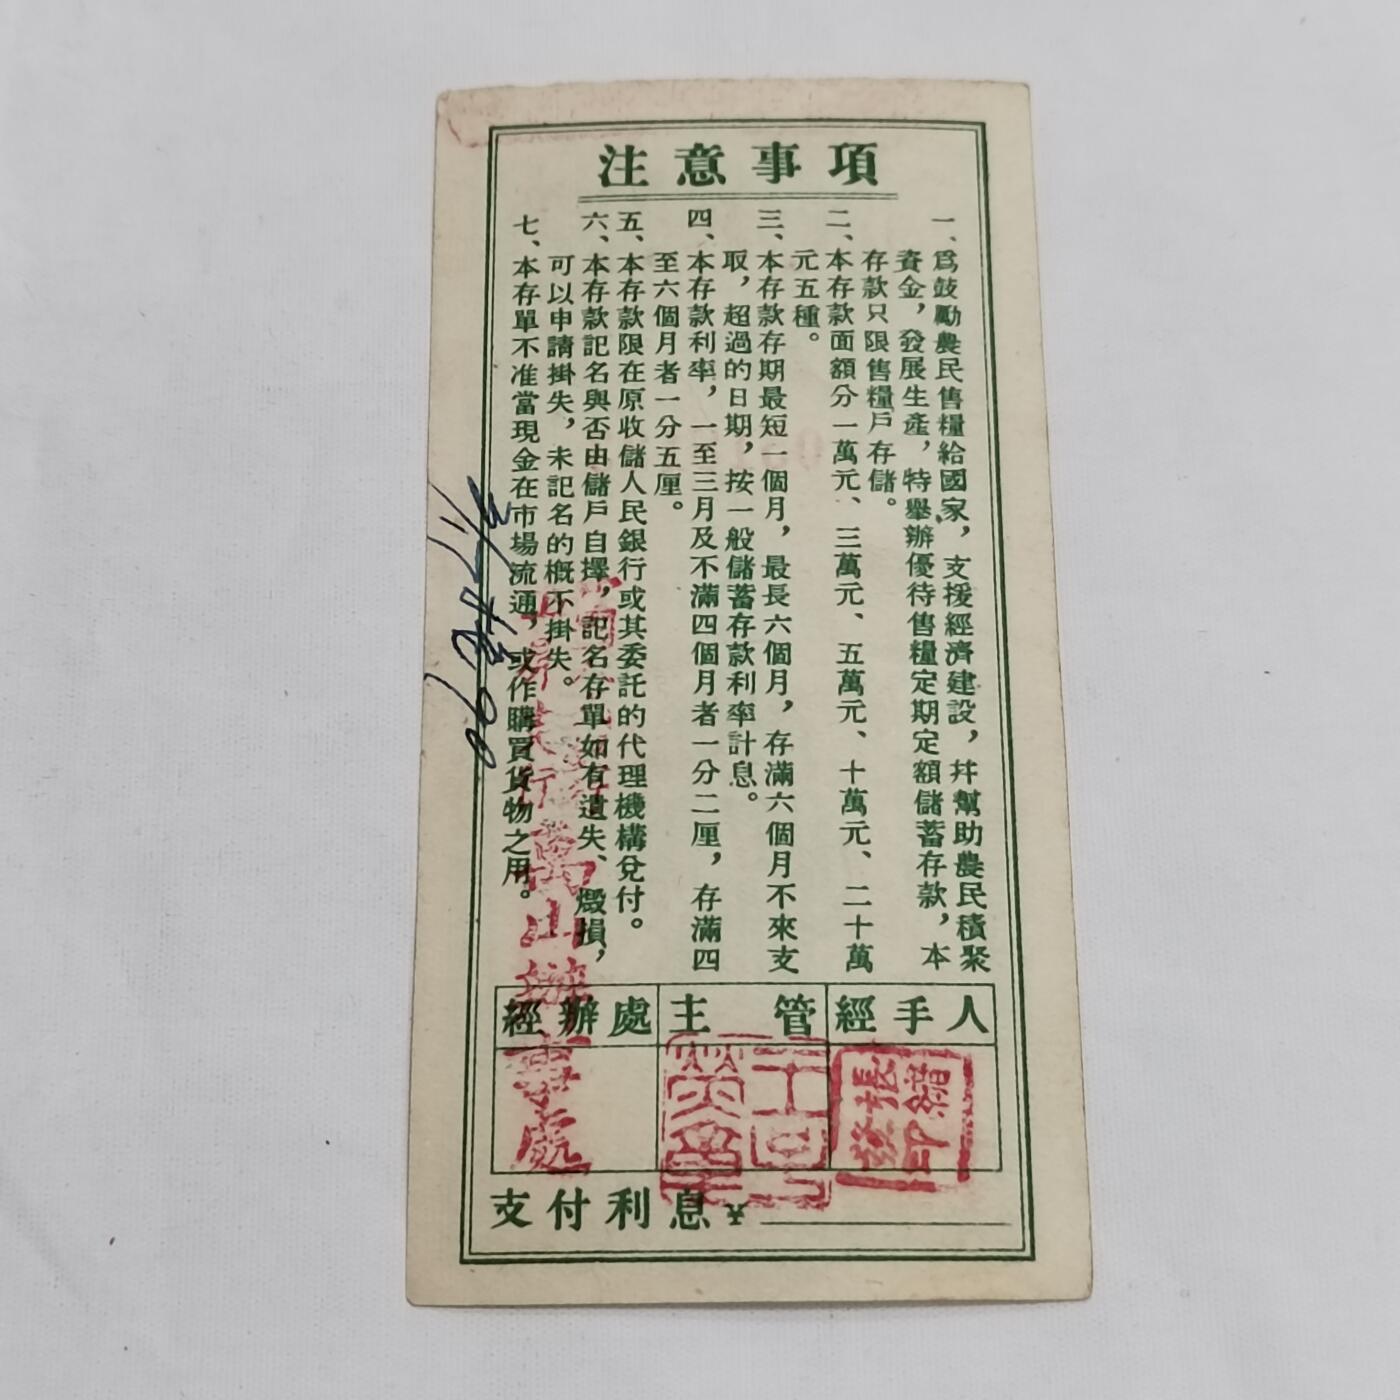 注意事項
一、爲鼓勵農民售糧給國家，支援經濟建設，幷幫助農民積聚
資金，發展生產，特舉辦優待售糧定期定額儲蓄存款，本
存款只限售糧戶存儲。
二、本存款面額分一萬元、三萬元、五萬元、十萬元、二十萬
元五種。
三、本存款存期最短一個月，最長六個月，存滿六個月不來支
取，超過的日期，按一般儲蓄存款利率計息。
四、本存款利率，一至三月及不滿四個月者一分二厘，存滿四
至六個月者一分五厘。
五、本存款限在原收儲人民銀行或其委託的代理機構兌付。
六、本存款記名與否由儲戶自擇，記名存單如有遺失、燬損，
可以申請掛失，未記名的概不掛失。
七、本存單不准當現金在市場流通，或作購買貨物之用。
經辦處 主管 經手人
萬山辦事處
張緒發印
支付利息¥